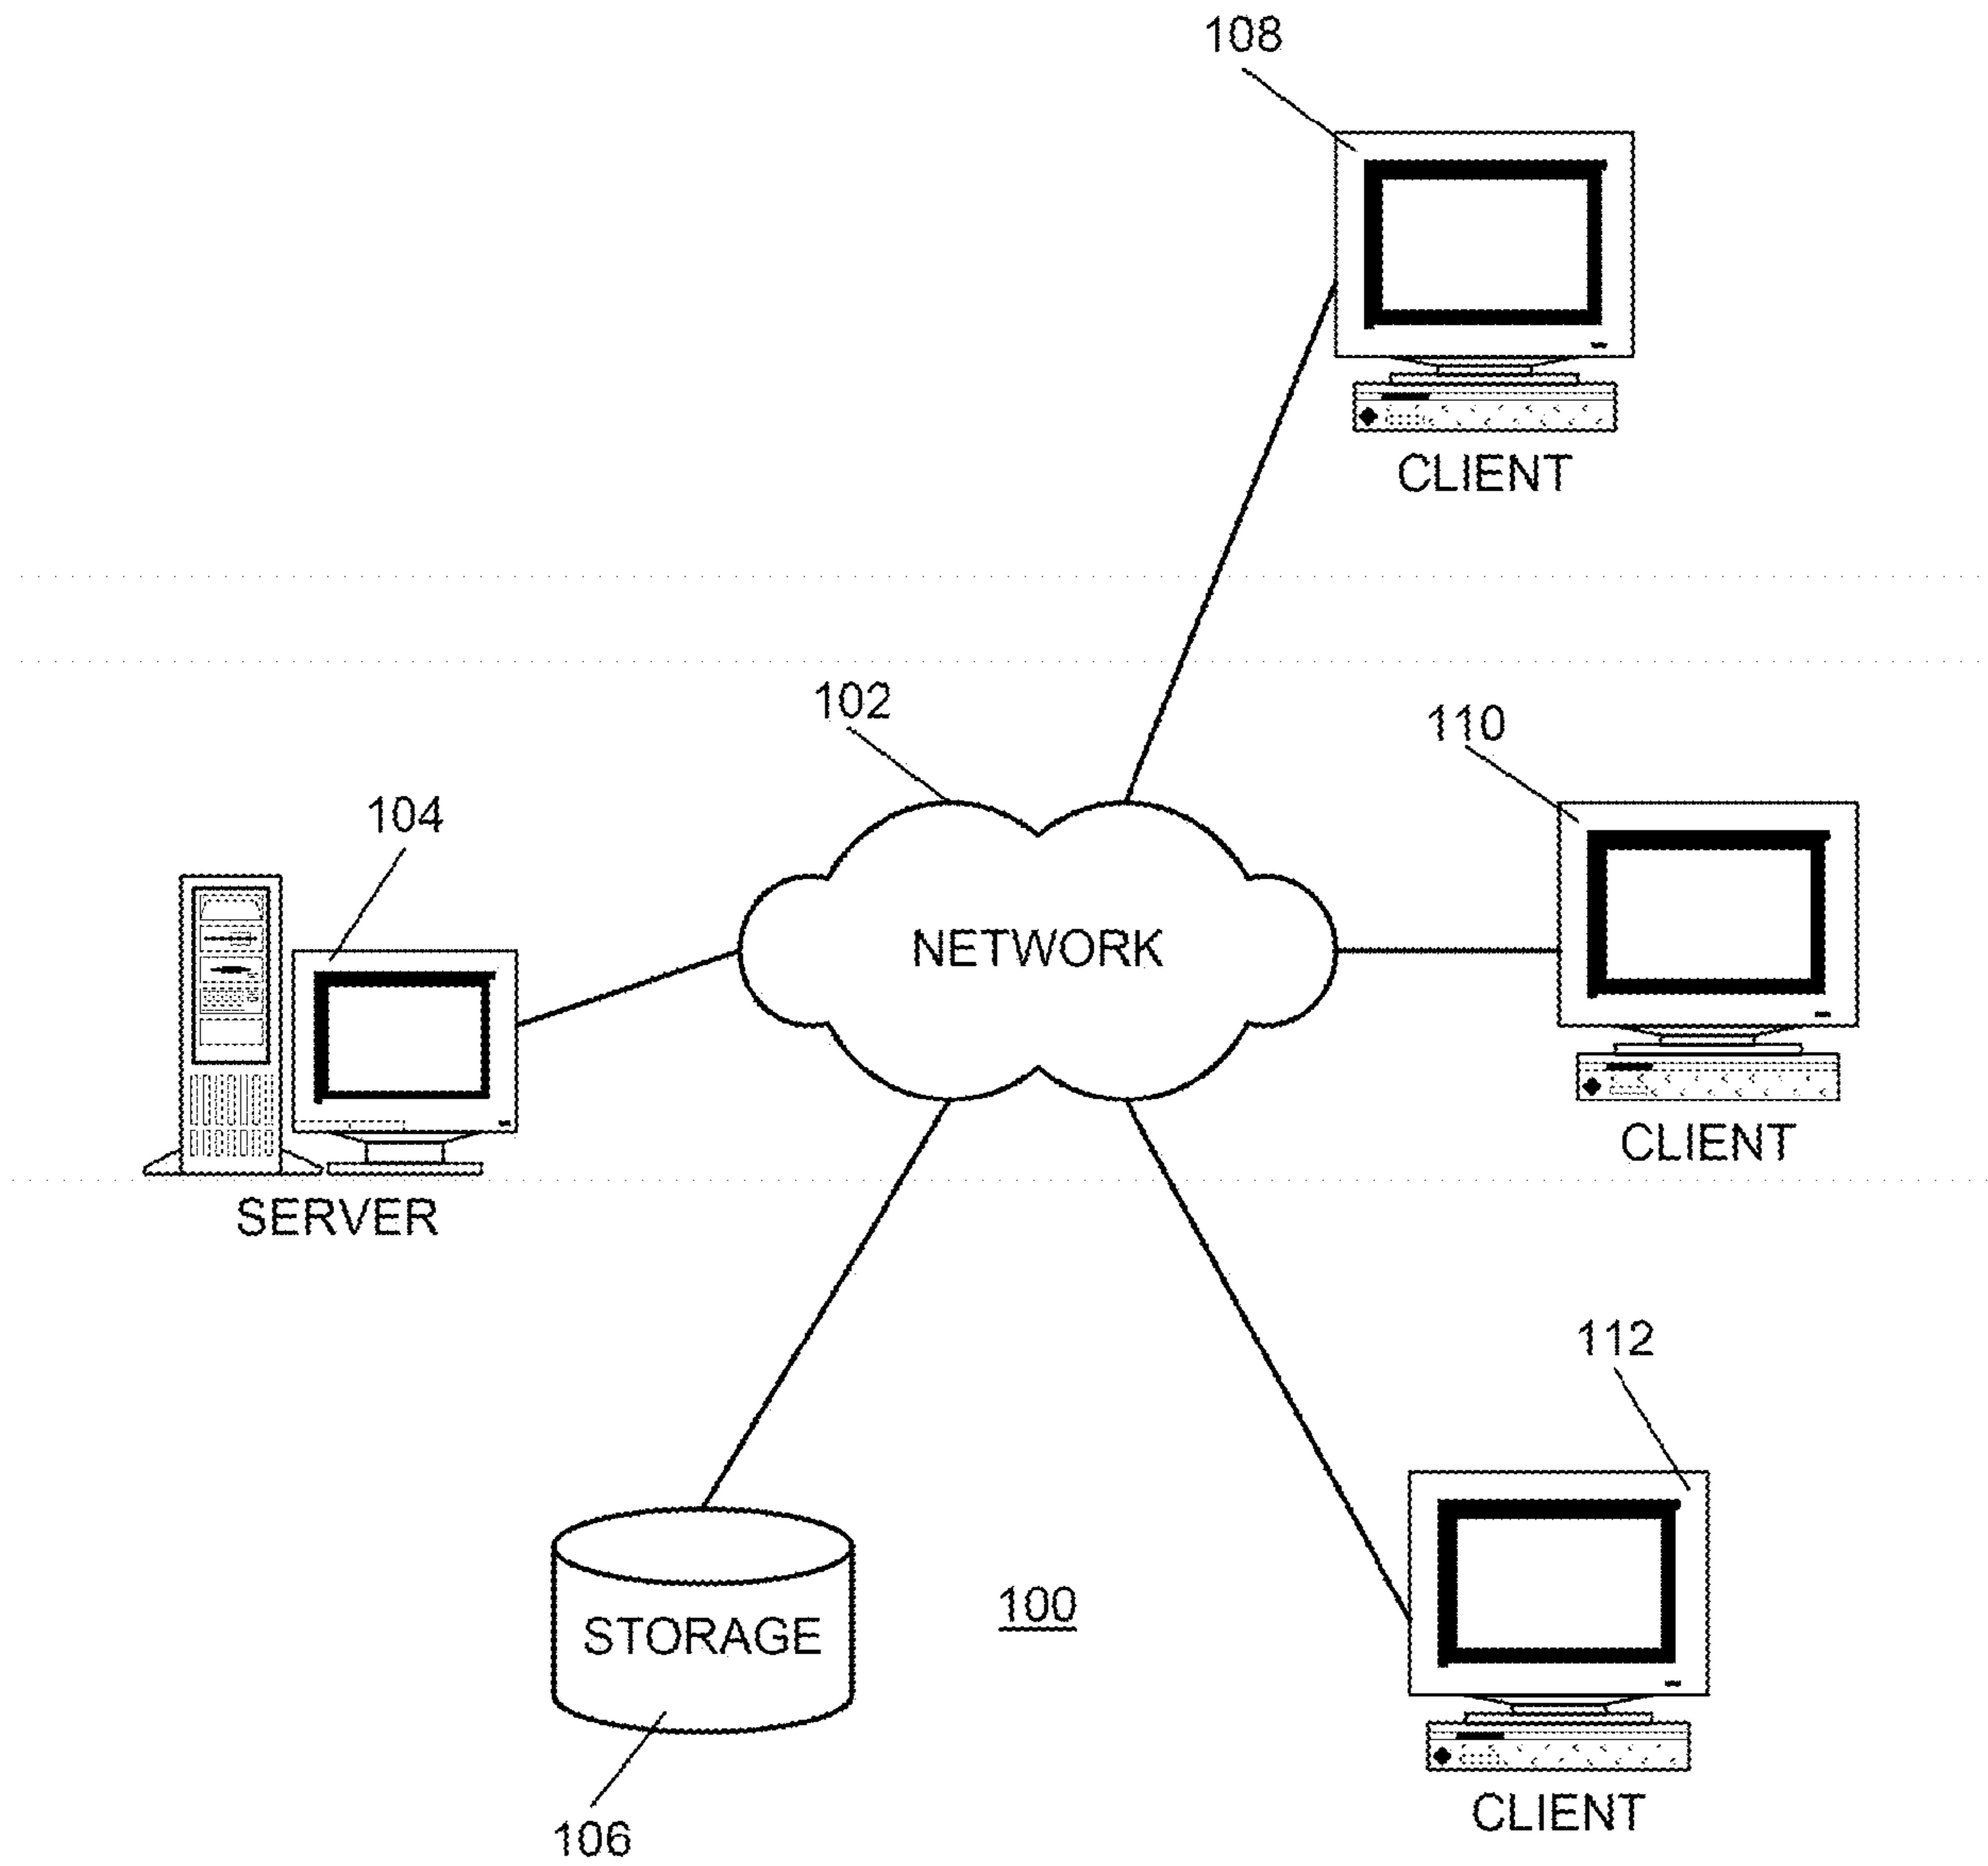 108
CLIENT
102
110
104
NETWORK
CLIENT
SERVER
112
100
STORAGE
CLIENT
106